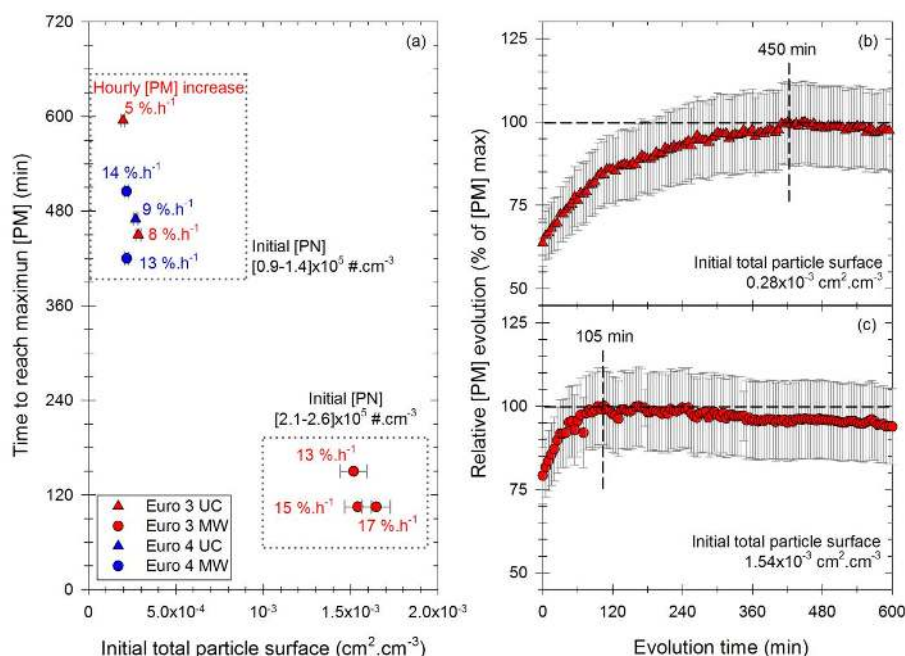 (a)
Time to reach maximun [PM] (min)
720
600
480
360
240
120
0
Hourly [PM] increase
5 %.h⁻¹
14 %.h⁻¹
9 %.h⁻¹
8 %.h⁻¹
13 %.h⁻¹
Initial [PN]
[0.9-1.4]x10⁵ #.cm⁻³
Initial [PN]
[2.1-2.6]x10⁵ #.cm⁻³
13 %.h⁻¹
15 %.h⁻¹
17 %.h⁻¹
Euro 3 UC
Euro 3 MW
Euro 4 UC
Euro 4 MW
0
5.0x10⁻⁴
10⁻³
1.5x10⁻³
2.0x10⁻³
Initial total particle surface (cm².cm⁻³)
Relative [PM] evolution (% of [PM] max)
125
100
75
50
450 min
(b)
Initial total particle surface
0.28x10⁻³ cm².cm⁻³
125
100
75
50
105 min
(c)
Initial total particle surface
1.54x10⁻³ cm².cm⁻³
0
120
240
360
480
600
Evolution time (min)